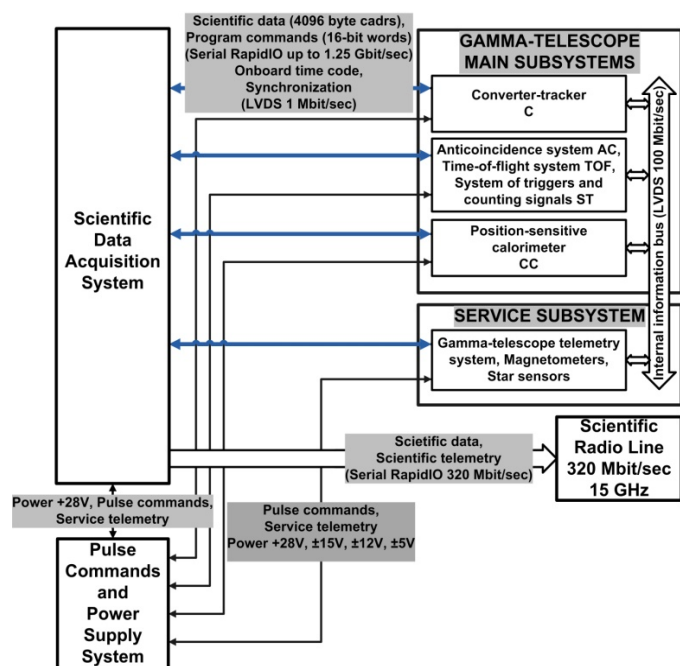 Scientific data (4096 byte cadrs),
Program commands (16-bit words)
(Serial RapidIO up to 1.25 Gbit/sec)
Onboard time code,
Synchronization
(LVDS 1 Mbit/sec)
GAMMA-TELESCOPE
MAIN SUBSYSTEMS
Converter-tracker
C
Anticoincidence system AC,
Time-of-flight system TOF,
System of triggers and
counting signals ST
Position-sensitive
calorimeter
CC
Internal information bus (LVDS 100 Mbit/sec)
Scientific
Data
Acquisition
System
SERVICE SUBSYSTEM
Gamma-telescope telemetry
system, Magnetometers,
Star sensors
Scietific data,
Scientific telemetry
(Serial RapidIO 320 Mbit/sec)
Scientific
Radio Line
320 Mbit/sec
15 GHz
Power +28V, Pulse commands,
Service telemetry
Pulse commands,
Service telemetry
Power +28V, ±15V, ±12V, ±5V
Pulse
Commands
and
Power
Supply
System